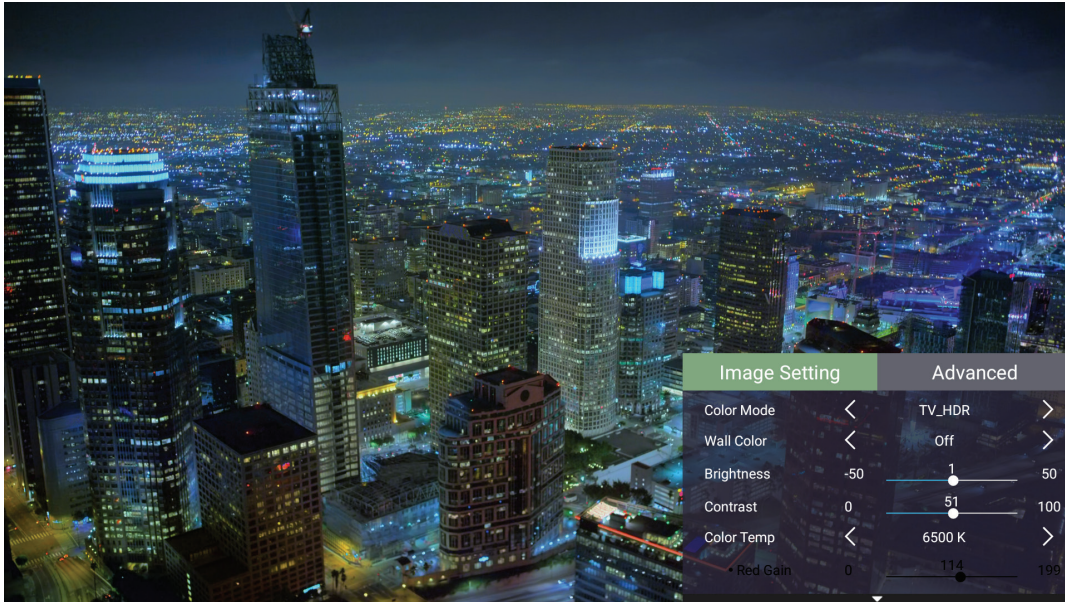 Image Setting Advanced
Color Mode TV_HDR
Wall Color Off
Brightness -50 1 50
Contrast 0 51 100
Color Temp 6500 K
• Red Gain 0 114 199